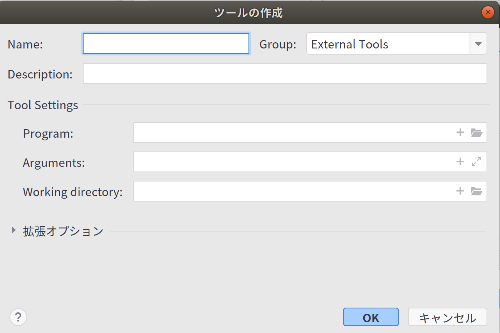 ツールの作成
Name: Group: External Tools
Description:
Tool Settings
Program:
Arguments:
Working directory:
拡張オプション
? OK キャンセル